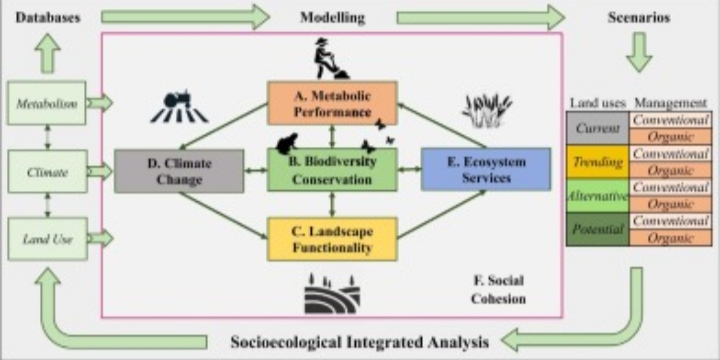 Databases
Modelling
Scenarios
Metabolism
Climate
Land Use
A. Metabolic
Performance
D. Climate
Change
B. Biodiversity
Conservation
E. Ecosystem
Services
C. Landscape
Functionality
F. Social
Cohesion
Land uses Management
Current
Conventional
Organic
Trending
Conventional
Organic
Alternative
Conventional
Organic
Potential
Conventional
Organic
Socioecological Integrated Analysis